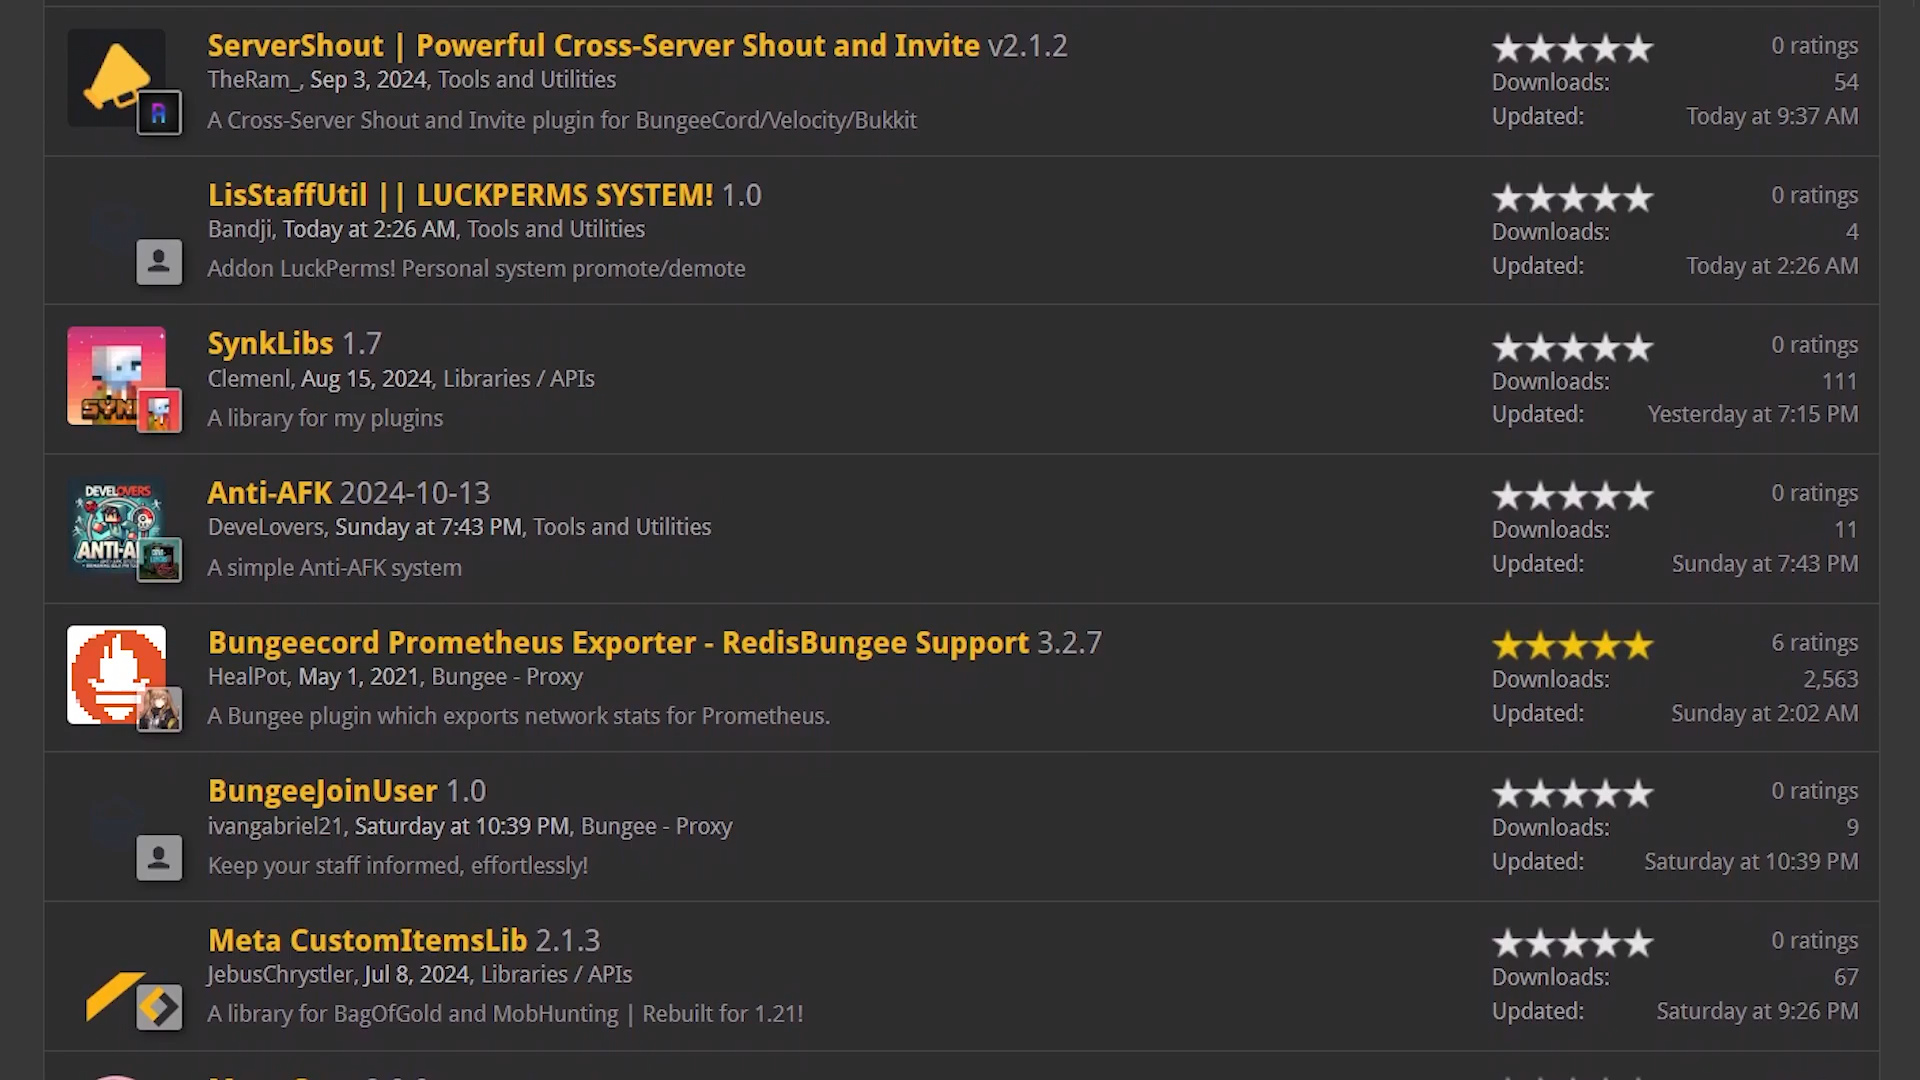 ServerShout | Powerful Cross-Server Shout and Invite v2.1.2
TheRam_, Sep 3, 2024, Tools and Utilities
A Cross-Server Shout and Invite plugin for BungeeCord/Velocity/Bukkit
0 ratings
Downloads: 54
Updated: Today at 9:37 AM
LisStaffUtil || LUCKPERMS SYSTEM! 1.0
Bandji, Today at 2:26 AM, Tools and Utilities
Addon LuckPerms! Personal system promote/demote
0 ratings
Downloads: 4
Updated: Today at 2:26 AM
SynkLibs 1.7
Clemenl, Aug 15, 2024, Libraries / APIs
A library for my plugins
0 ratings
Downloads: 111
Updated: Yesterday at 7:15 PM
DEVELOVERS
Anti-AFK 2024-10-13
DeveLovers, Sunday at 7:43 PM, Tools and Utilities
A simple Anti-AFK system
0 ratings
Downloads: 11
Updated: Sunday at 7:43 PM
Bungeecord Prometheus Exporter - RedisBungee Support 3.2.7
HealPot, May 1, 2021, Bungee - Proxy
A Bungee plugin which exports network stats for Prometheus.
6 ratings
Downloads: 2,563
Updated: Sunday at 2:02 AM
BungeeJoinUser 1.0
ivangabriel21, Saturday at 10:39 PM, Bungee - Proxy
Keep your staff informed, effortlessly!
0 ratings
Downloads: 9
Updated: Saturday at 10:39 PM
Meta CustomItemsLib 2.1.3
JebusChrystler, Jul 8, 2024, Libraries / APIs
A library for BagOfGold and MobHunting | Rebuilt for 1.21!
0 ratings
Downloads: 67
Updated: Saturday at 9:26 PM